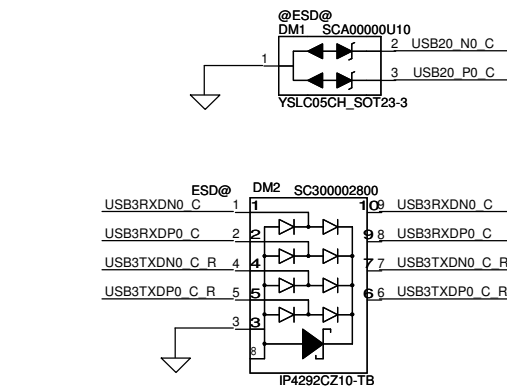 @ESD@
DM1 SCA00000U10
1 2 USB20_N0_C
3 USB20_P0_C
YSLC05CH_SOT23-3
ESD@ DM2 SC300002800
USB3RXDN0_C 1 1 10 9 USB3RXDN0_C
USB3RXDP0_C 2 2 9 8 USB3RXDP0_C
USB3TXDN0_C_R 4 4 7 7 USB3TXDN0_C_R
USB3TXDP0_C_R 5 5 6 6 USB3TXDP0_C_R
3 3
8
IP4292CZ10-TB